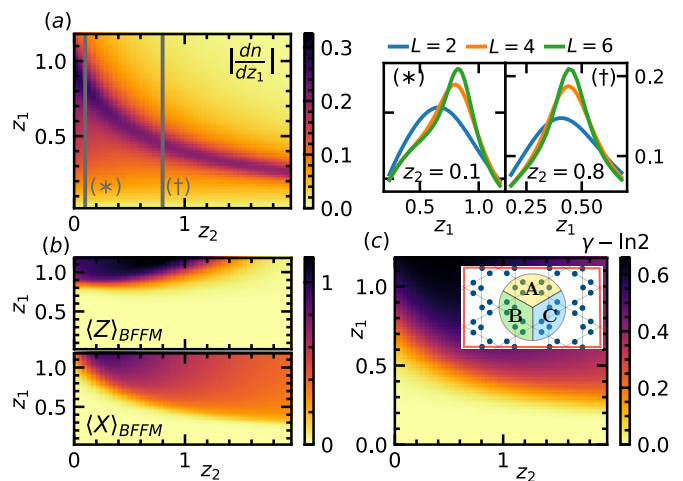 (a)
|dn/dz₁|
z₁
1.0
0.5
0
1
z₂
(∗)
(†)
0.3
0.2
0.1
0.0
L = 2
L = 4
L = 6
(∗)
z₂ = 0.1
0.5
1.0
z₁
(†)
z₂ = 0.8
0.25
0.50
z₁
0.2
0.1
(b)
z₁
1.0
0.5
⟨Z⟩BFFM
z₁
1.0
0.5
⟨X⟩BFFM
0
1
z₂
1
0
(c)
γ − ln2
A
B
C
z₁
1.0
0.5
0.0
0
1
z₂
0.6
0.4
0.2
0.0